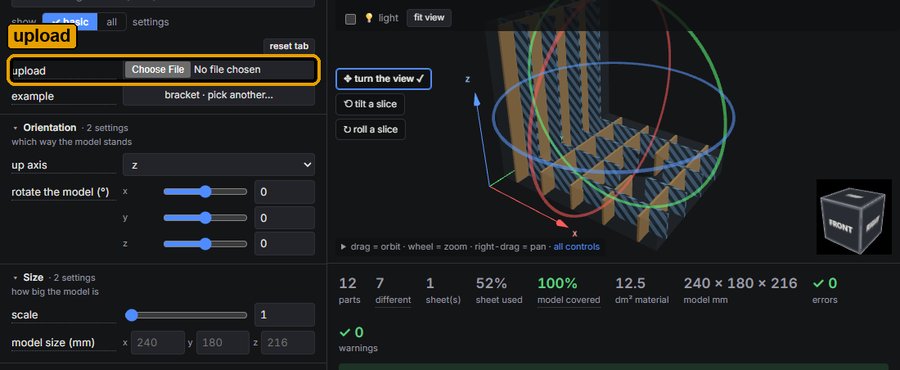 show basic all settings
upload
reset tab
upload Choose File No file chosen
example bracket · pick another...
Orientation · 2 settings
which way the model stands
up axis z
rotate the model (°) x 0
y 0
z 0
Size · 2 settings
how big the model is
scale 1
model size (mm) x 240 y 180 z 216
light fit view
turn the view ✓
tilt a slice
roll a slice
z
x
FRONT
RIGHT
drag = orbit · wheel = zoom · right-drag = pan · all controls
12 7 1 52% 100% 12.5 240 × 180 × 216 ✓ 0
parts different sheet(s) sheet used model covered dm² material model mm errors
✓ 0
warnings